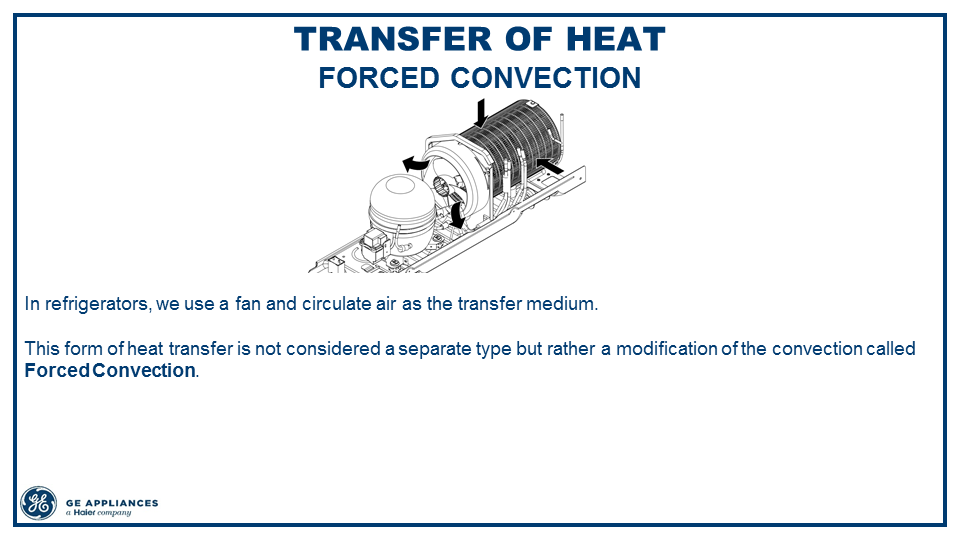 TRANSFER OF HEAT
FORCED CONVECTION
In refrigerators, we use a fan and circulate air as the transfer medium.
This form of heat transfer is not considered a separate type but rather a modification of the convection called
Forced Convection.
GE APPLIANCES
a Haier company